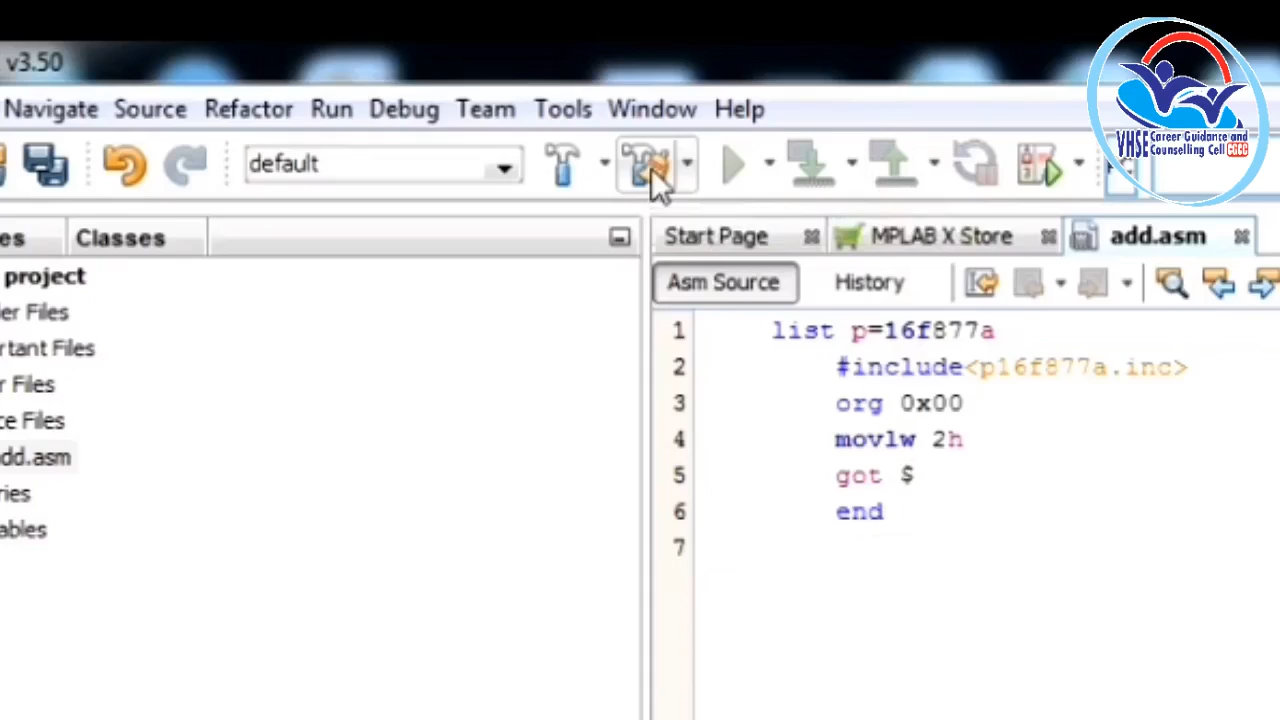 v3.50
VHSE Career Guidance and
Counselling Cell CGCC
Navigate Source Refactor Run Debug Team Tools Window Help
default
es Classes
Start Page MPLAB X Store add.asm
project
Asm Source History
er Files
rtant Files
r Files
ce Files
dd.asm
ries
ables
1 list p=16f877a
2 #include<p16f877a.inc>
3 org 0x00
4 movlw 2h
5 got $
6 end
7